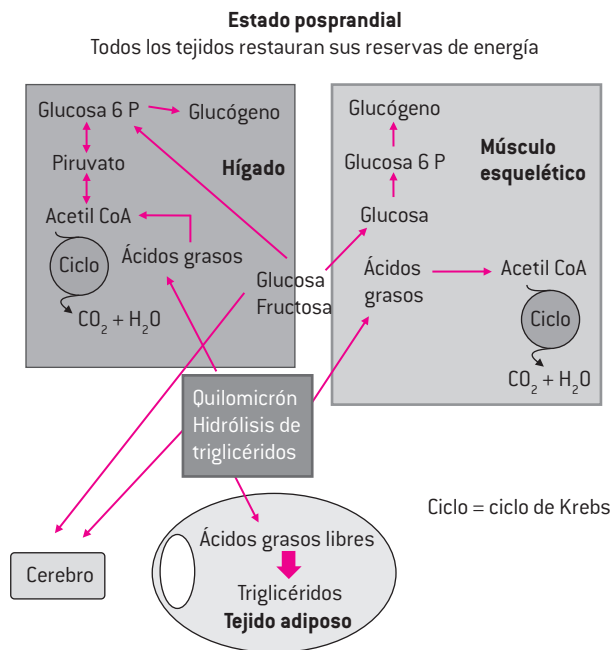 Estado posprandial
Todos los tejidos restauran sus reservas de energía
Glucosa 6 P
Glucógeno
Piruvato
Hígado
Acetil CoA
Ciclo
Ácidos grasos
CO₂ + H₂O
Glucosa
Fructosa
Glucógeno
Glucosa 6 P
Músculo
esquelético
Glucosa
Ácidos
grasos
Acetil CoA
Ciclo
CO₂ + H₂O
Quilomicrón
Hidrólisis de
triglicéridos
Ciclo = ciclo de Krebs
Cerebro
Ácidos grasos libres
Triglicéridos
Tejido adiposo